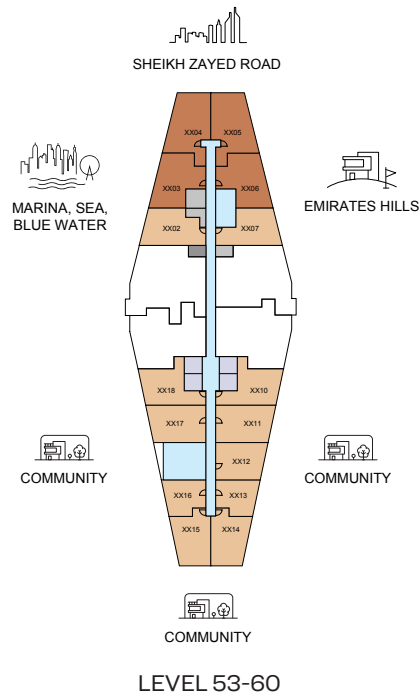 SHEIKH ZAYED ROAD
XX04
XX05
MARINA, SEA,
BLUE WATER
EMIRATES HILLS
XX03
XX06
XX02
XX07
XX18
XX10
XX17
XX11
COMMUNITY
COMMUNITY
XX12
XX16
XX13
XX15
XX14
COMMUNITY
LEVEL 53-60